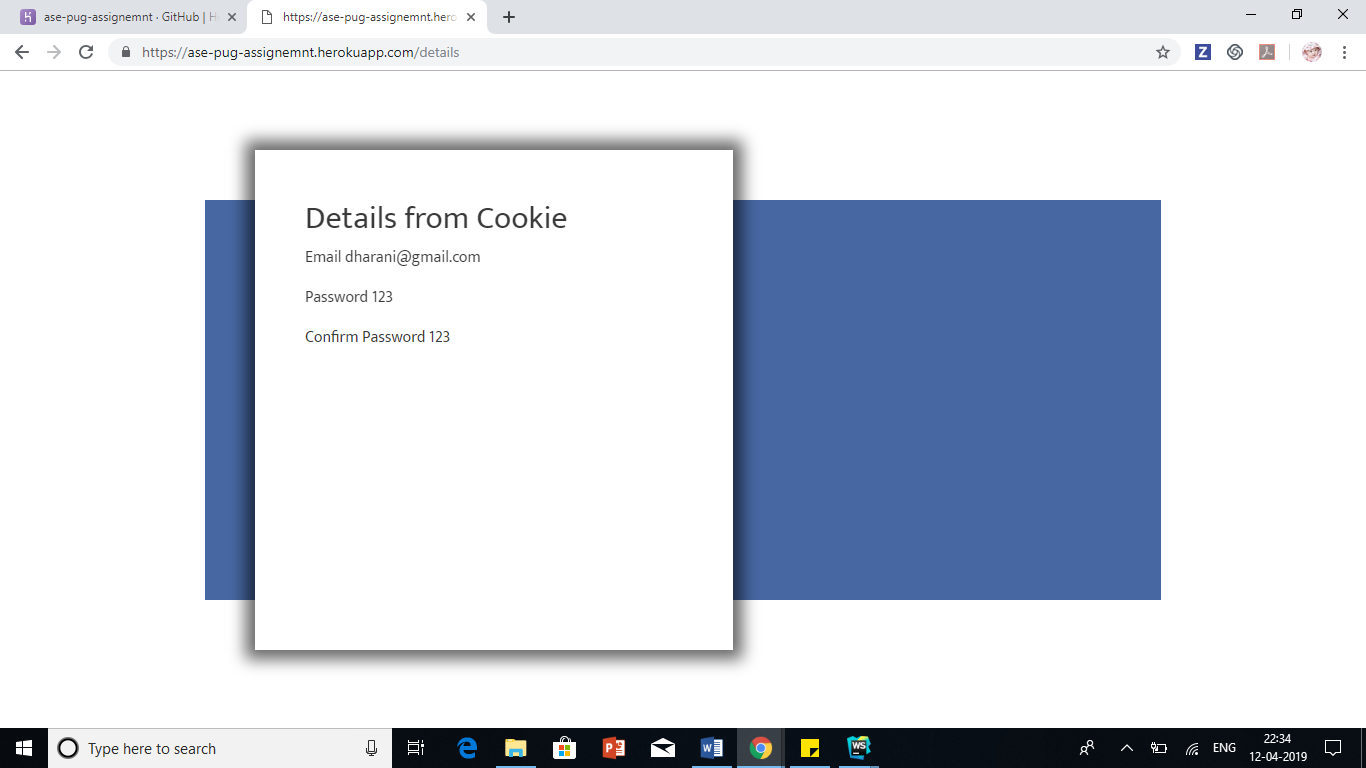 ase-pug-assignemnt · GitHub | H
https://ase-pug-assignemnt.hero
https://ase-pug-assignemnt.herokuapp.com/details
Details from Cookie
Email dharani@gmail.com
Password 123
Confirm Password 123
Type here to search
ENG
22:34
12-04-2019